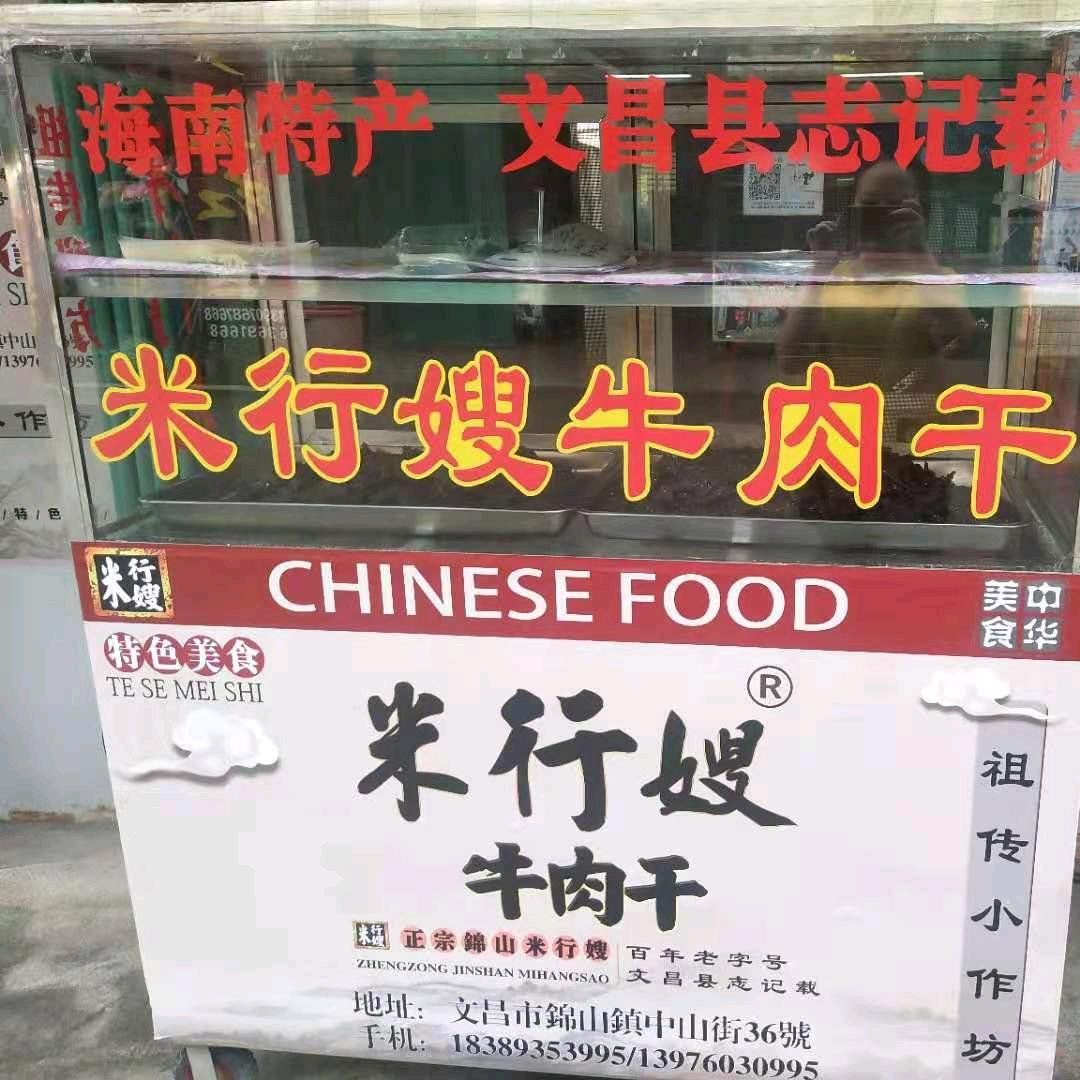 海南特产 文昌县志记载
米行嫂牛肉干
米行嫂
CHINESE FOOD
中华美食
特色美食
TE SE MEI SHI
米行嫂®
牛肉干
祖传小作坊
米行嫂
正宗錦山米行嫂
ZHENGZONG JINSHAN MIHANGSAO
百年老字号
文昌县志记载
地址：文昌市錦山鎮中山街36號
手机：18389353995/13976030995